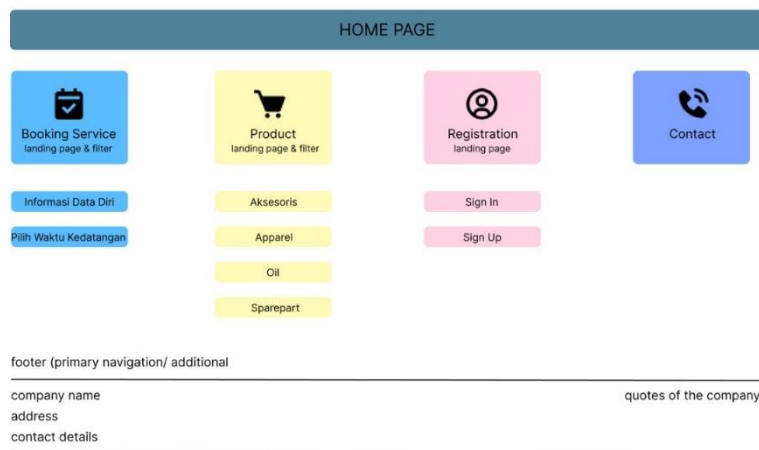 HOME PAGE
Booking Service
landing page & filter
Product
landing page & filter
Registration
landing page
Contact
Informasi Data Diri
Aksesoris
Sign In
Pilih Waktu Kedatangan
Apparel
Sign Up
Oil
Sparepart
footer (primary navigation/ additional
company name
quotes of the company
address
contact details